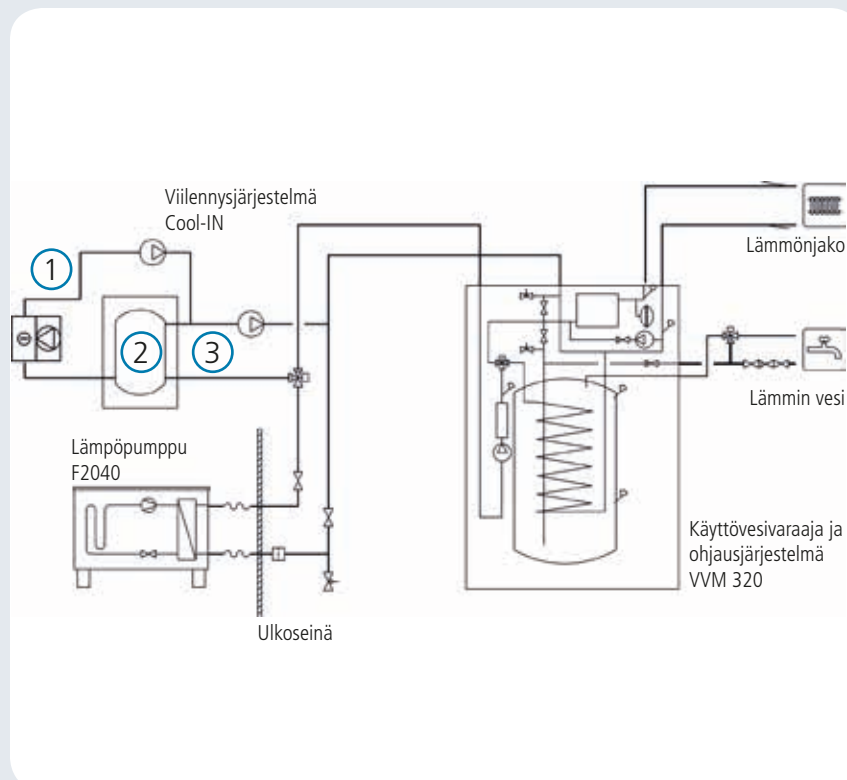 Viilennysjärjestelmä
Cool-IN
1
2
3
Lämmönjako
Lämmin vesi
Lämpöpumppu
F2040
Käyttövesivaraaja ja
ohjausjärjestelmä
VVM 320
Ulkoseinä